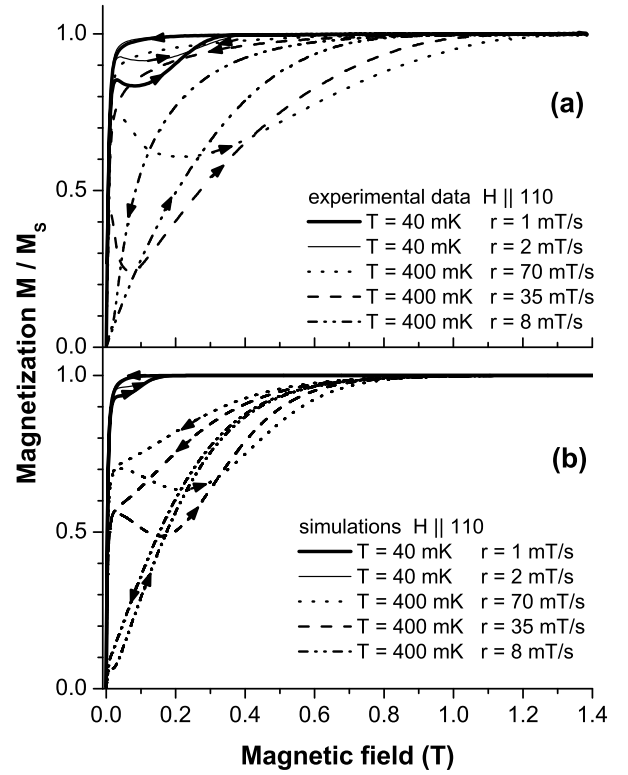 1.0
(a)
0.5
experimental data H || 110
T = 40 mK r = 1 mT/s
T = 40 mK r = 2 mT/s
T = 400 mK r = 70 mT/s
T = 400 mK r = 35 mT/s
T = 400 mK r = 8 mT/s
0.0
Magnetization M / M_S
1.0
(b)
0.5
simulations H || 110
T = 40 mK r = 1 mT/s
T = 40 mK r = 2 mT/s
T = 400 mK r = 70 mT/s
T = 400 mK r = 35 mT/s
T = 400 mK r = 8 mT/s
0.0
0.0 0.2 0.4 0.6 0.8 1.0 1.2 1.4
Magnetic field (T)